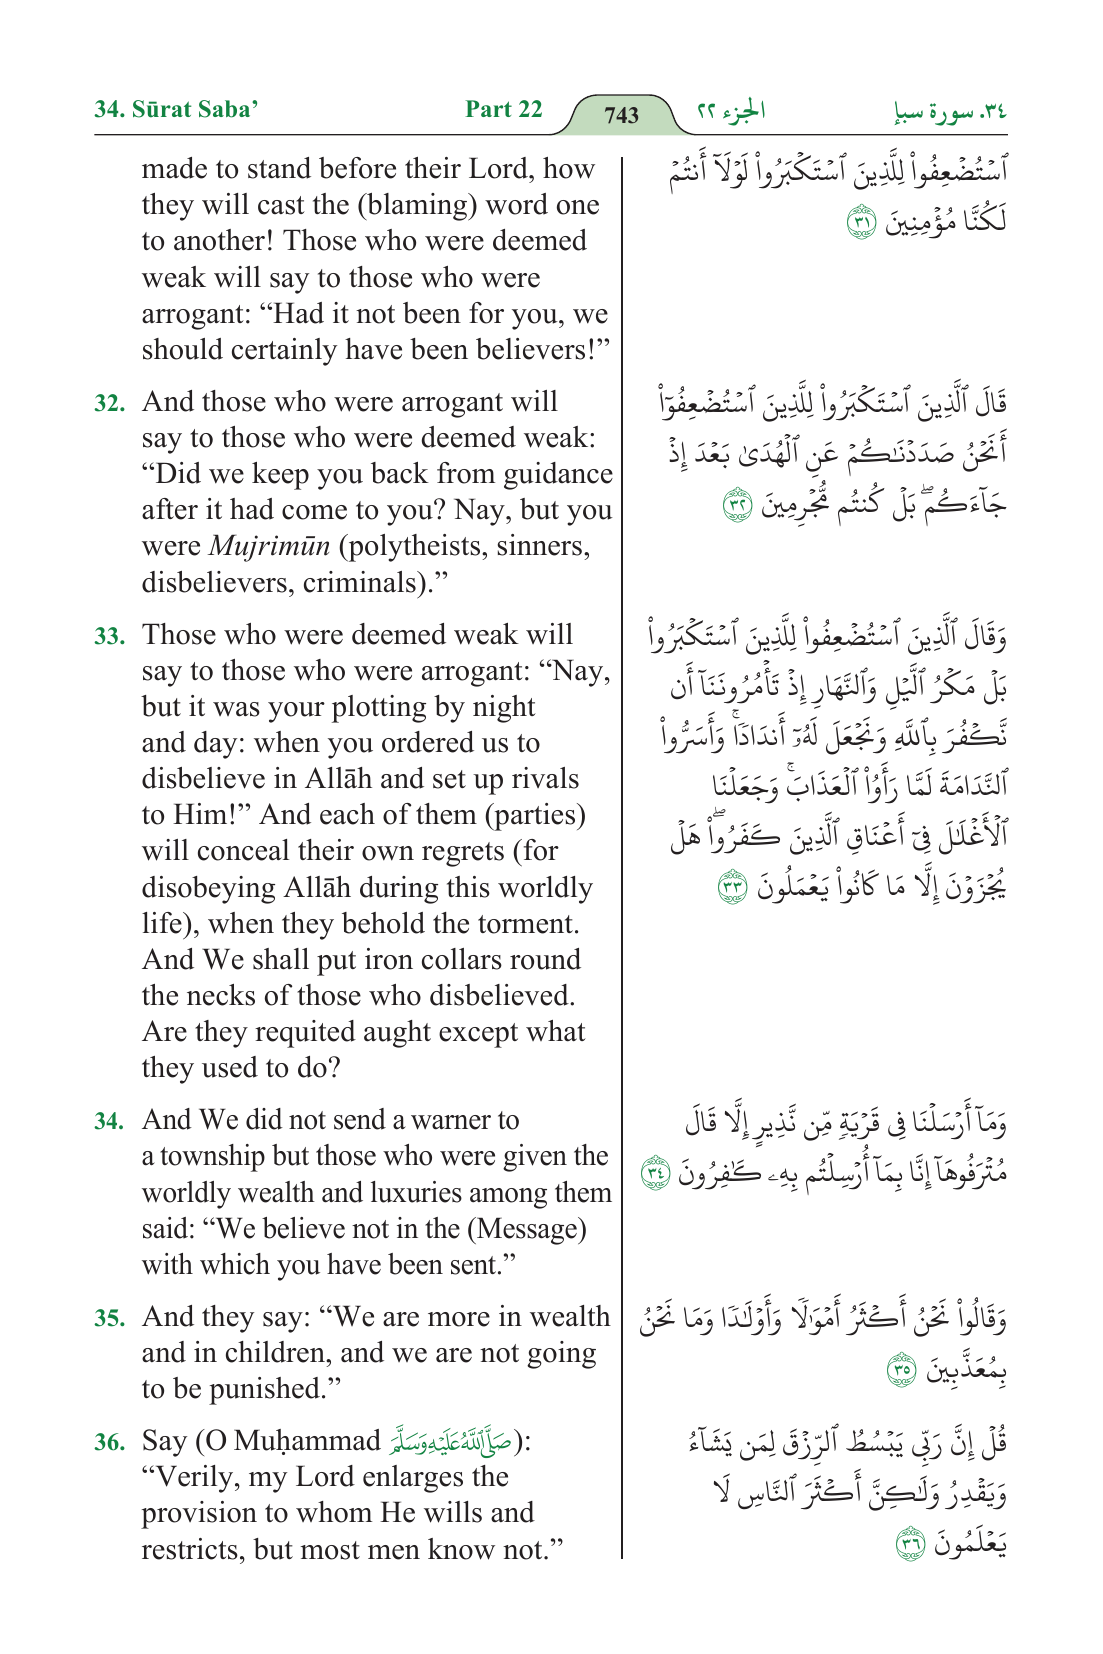 34. Sūrat Saba’ Part 22 743 الجزء ٢٢ ٣٤. سورة سبإ
made to stand before their Lord, how
they will cast the (blaming) word one
to another! Those who were deemed
weak will say to those who were
arrogant: “Had it not been for you, we
should certainly have been believers!”
32. And those who were arrogant will
say to those who were deemed weak:
“Did we keep you back from guidance
after it had come to you? Nay, but you
were Mujrimūn (polytheists, sinners,
disbelievers, criminals).”
33. Those who were deemed weak will
say to those who were arrogant: “Nay,
but it was your plotting by night
and day: when you ordered us to
disbelieve in Allāh and set up rivals
to Him!” And each of them (parties)
will conceal their own regrets (for
disobeying Allāh during this worldly
life), when they behold the torment.
And We shall put iron collars round
the necks of those who disbelieved.
Are they requited aught except what
they used to do?
34. And We did not send a warner to
a township but those who were given the
worldly wealth and luxuries among them
said: “We believe not in the (Message)
with which you have been sent.”
35. And they say: “We are more in wealth
and in children, and we are not going
to be punished.”
36. Say (O Muḥammad صَلَّى ٱللَّهُ عَلَيْهِ وَسَلَّمَ):
“Verily, my Lord enlarges the
provision to whom He wills and
restricts, but most men know not.”
ٱسۡتُضۡعِفُواْ لِلَّذِينَ ٱسۡتَكۡبَرُواْ لَوۡلَآ أَنتُمۡ
لَكُنَّا مُؤۡمِنِينَ ٣١
قَالَ ٱلَّذِينَ ٱسۡتَكۡبَرُواْ لِلَّذِينَ ٱسۡتُضۡعِفُوٓاْ
أَنَحۡنُ صَدَدۡنَٰكُمۡ عَنِ ٱلۡهُدَىٰ بَعۡدَ إِذۡ
جَآءَكُمۖ بَلۡ كُنتُم مُّجۡرِمِينَ ٣٢
وَقَالَ ٱلَّذِينَ ٱسۡتُضۡعِفُواْ لِلَّذِينَ ٱسۡتَكۡبَرُواْ
بَلۡ مَكۡرُ ٱلَّيۡلِ وَٱلنَّهَارِ إِذۡ تَأۡمُرُونَنَآ أَن
نَّكۡفُرَ بِٱللَّهِ وَنَجۡعَلَ لَهُۥٓ أَندَادٗاۚ وَأَسَرُّواْ
ٱلنَّدَامَةَ لَمَّا رَأَوُاْ ٱلۡعَذَابَۚ وَجَعَلۡنَا
ٱلۡأَغۡلَٰلَ فِيٓ أَعۡنَاقِ ٱلَّذِينَ كَفَرُواْۖ هَلۡ
يُجۡزَوۡنَ إِلَّا مَا كَانُواْ يَعۡمَلُونَ ٣٣
وَمَآ أَرۡسَلۡنَا فِي قَرۡيَةٖ مِّن نَّذِيرٍ إِلَّا قَالَ
مُتۡرَفُوهَآ إِنَّا بِمَآ أُرۡسِلۡتُم بِهِۦ كَٰفِرُونَ ٣٤
وَقَالُواْ نَحۡنُ أَكۡثَرُ أَمۡوَٰلٗا وَأَوۡلَٰدٗا وَمَا نَحۡنُ
بِمُعَذَّبِينَ ٣٥
قُلۡ إِنَّ رَبِّي يَبۡسُطُ ٱلرِّزۡقَ لِمَن يَشَآءُ
وَيَقۡدِرُ وَلَٰكِنَّ أَكۡثَرَ ٱلنَّاسِ لَا
يَعۡلَمُونَ ٣٦